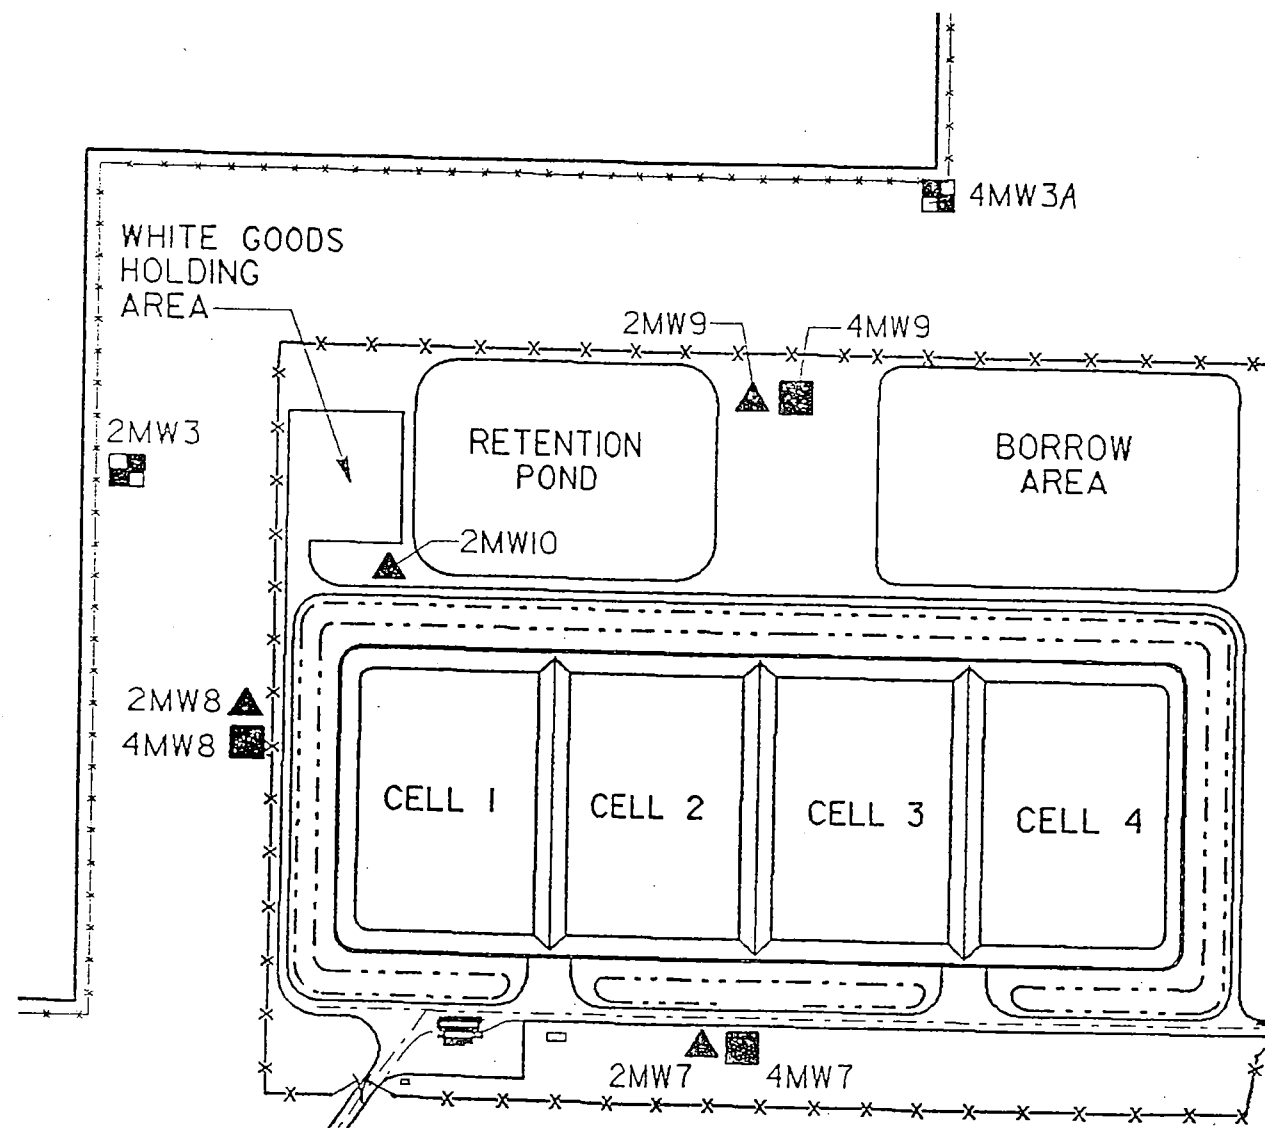 4MW3A
WHITE GOODS
HOLDING
AREA
2MW9
4MW9
2MW3
RETENTION
POND
BORROW
AREA
2MW10
2MW8
4MW8
CELL 1
CELL 2
CELL 3
CELL 4
2MW7
4MW7